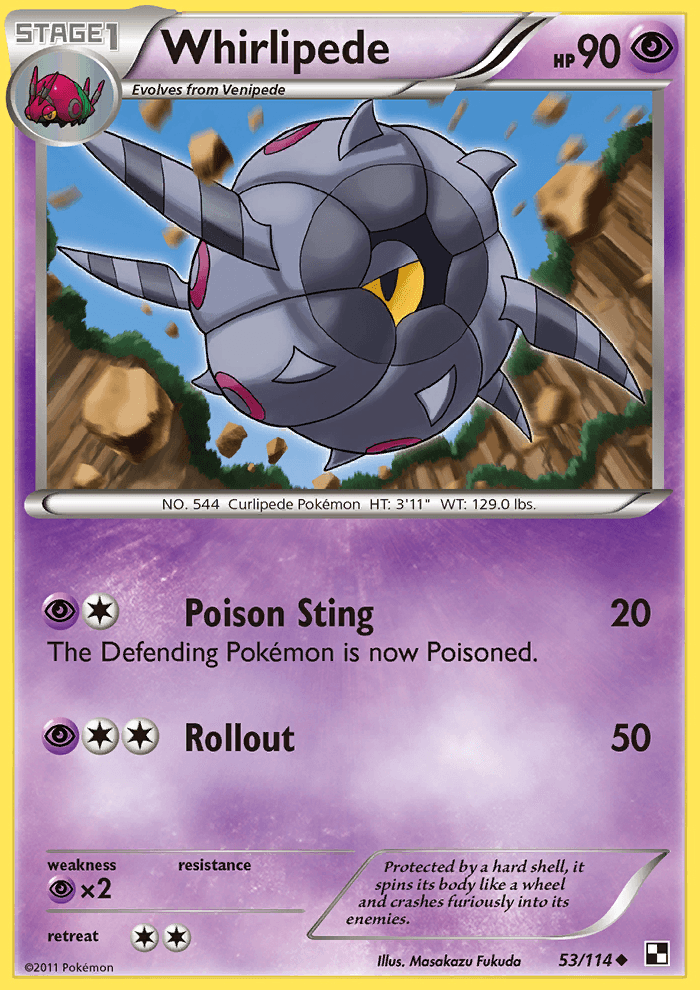 STAGE1
Whirlipede
HP90
Evolves from Venipede
NO. 544 Curlipede Pokémon HT: 3'11" WT: 129.0 lbs.
Poison Sting 20
The Defending Pokémon is now Poisoned.
Rollout 50
weakness resistance
×2
Protected by a hard shell, it
spins its body like a wheel
and crashes furiously into its
enemies.
retreat
Illus. Masakazu Fukuda 53/114
©2011 Pokémon